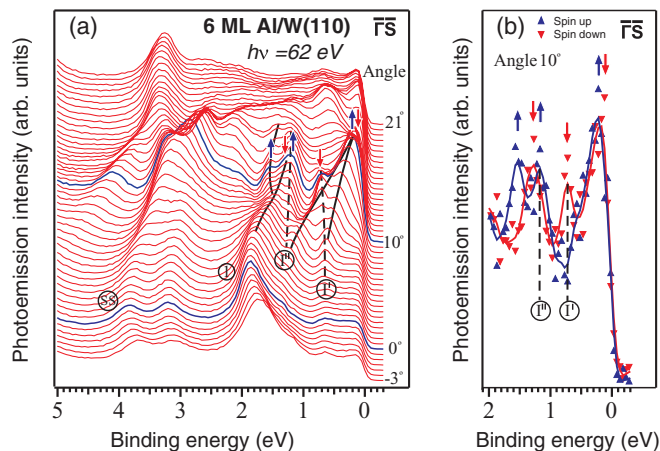 (a)
6 ML Al/W(110)
Γ̄S̄
hν =62 eV
Angle
21°
10°
0°
-3°
SS
I
I"
I'
Photoemission intensity (arb. units)
5 4 3 2 1 0
Binding energy (eV)
(b)
Spin up
Spin down
Γ̄S̄
Angle 10°
I"
I'
Photoemission intensity (arb. units)
2 1 0
Binding energy (eV)